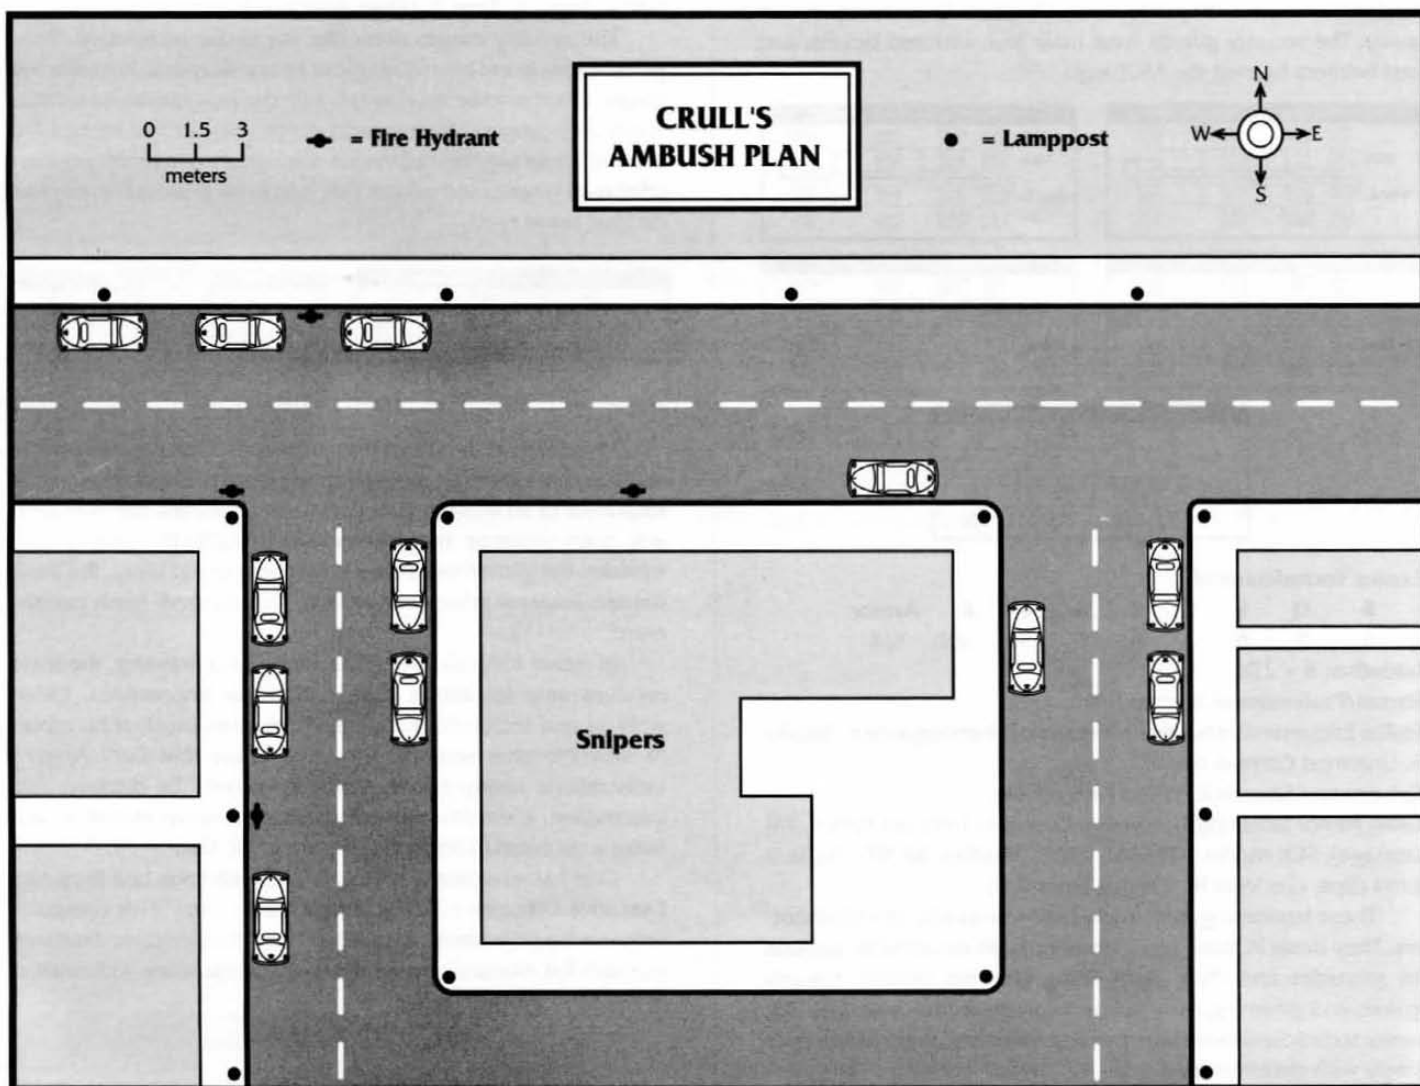 CRULL'S
AMBUSH PLAN
0 1.5 3
meters
= Fire Hydrant
= Lamppost
N
W E
S
Snipers